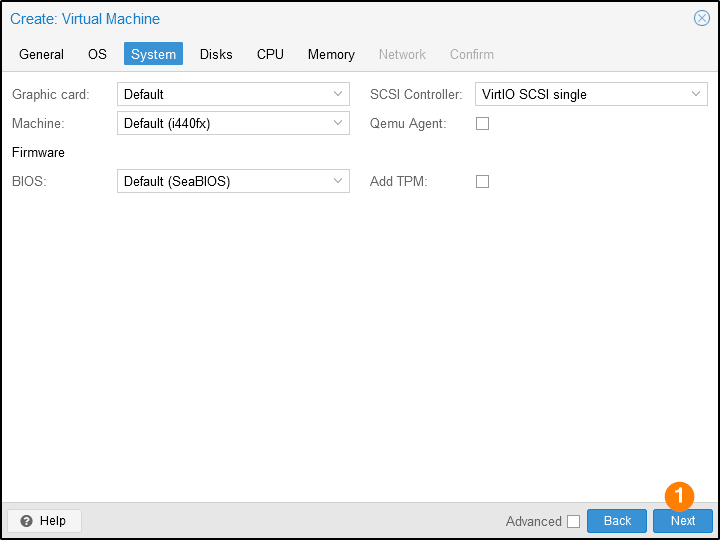 Create: Virtual Machine
General OS System Disks CPU Memory Network Confirm
Graphic card: Default SCSI Controller: VirtIO SCSI single
Machine: Default (i440fx) Qemu Agent:
Firmware
BIOS: Default (SeaBIOS) Add TPM:
1
? Help Advanced Back Next